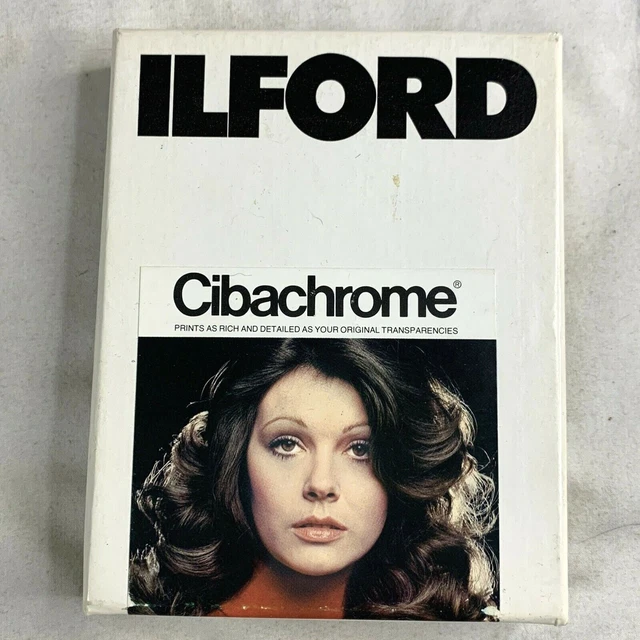 ILFORD
Cibachrome®
PRINTS AS RICH AND DETAILED AS YOUR ORIGINAL TRANSPARENCIES